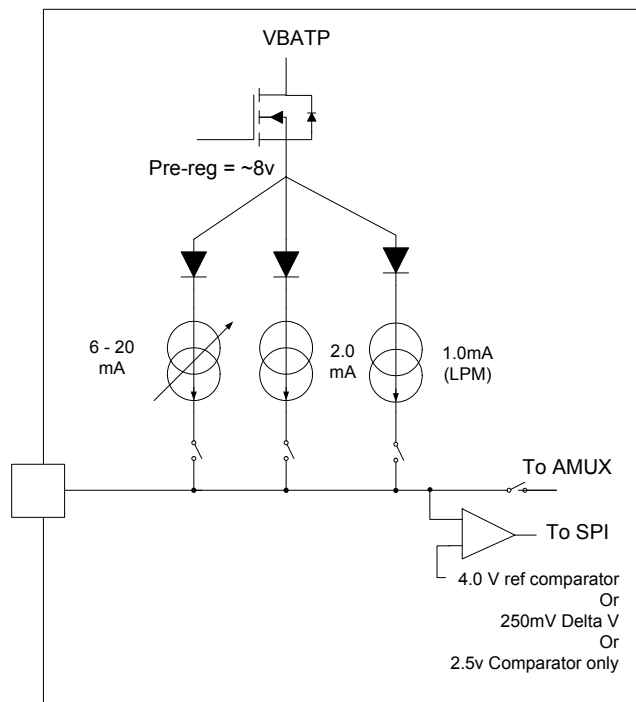 VBATP
Pre-reg = ~8v
6 - 20
mA
2.0
mA
1.0mA
(LPM)
To AMUX
To SPI
4.0 V ref comparator
Or
250mV Delta V
Or
2.5v Comparator only